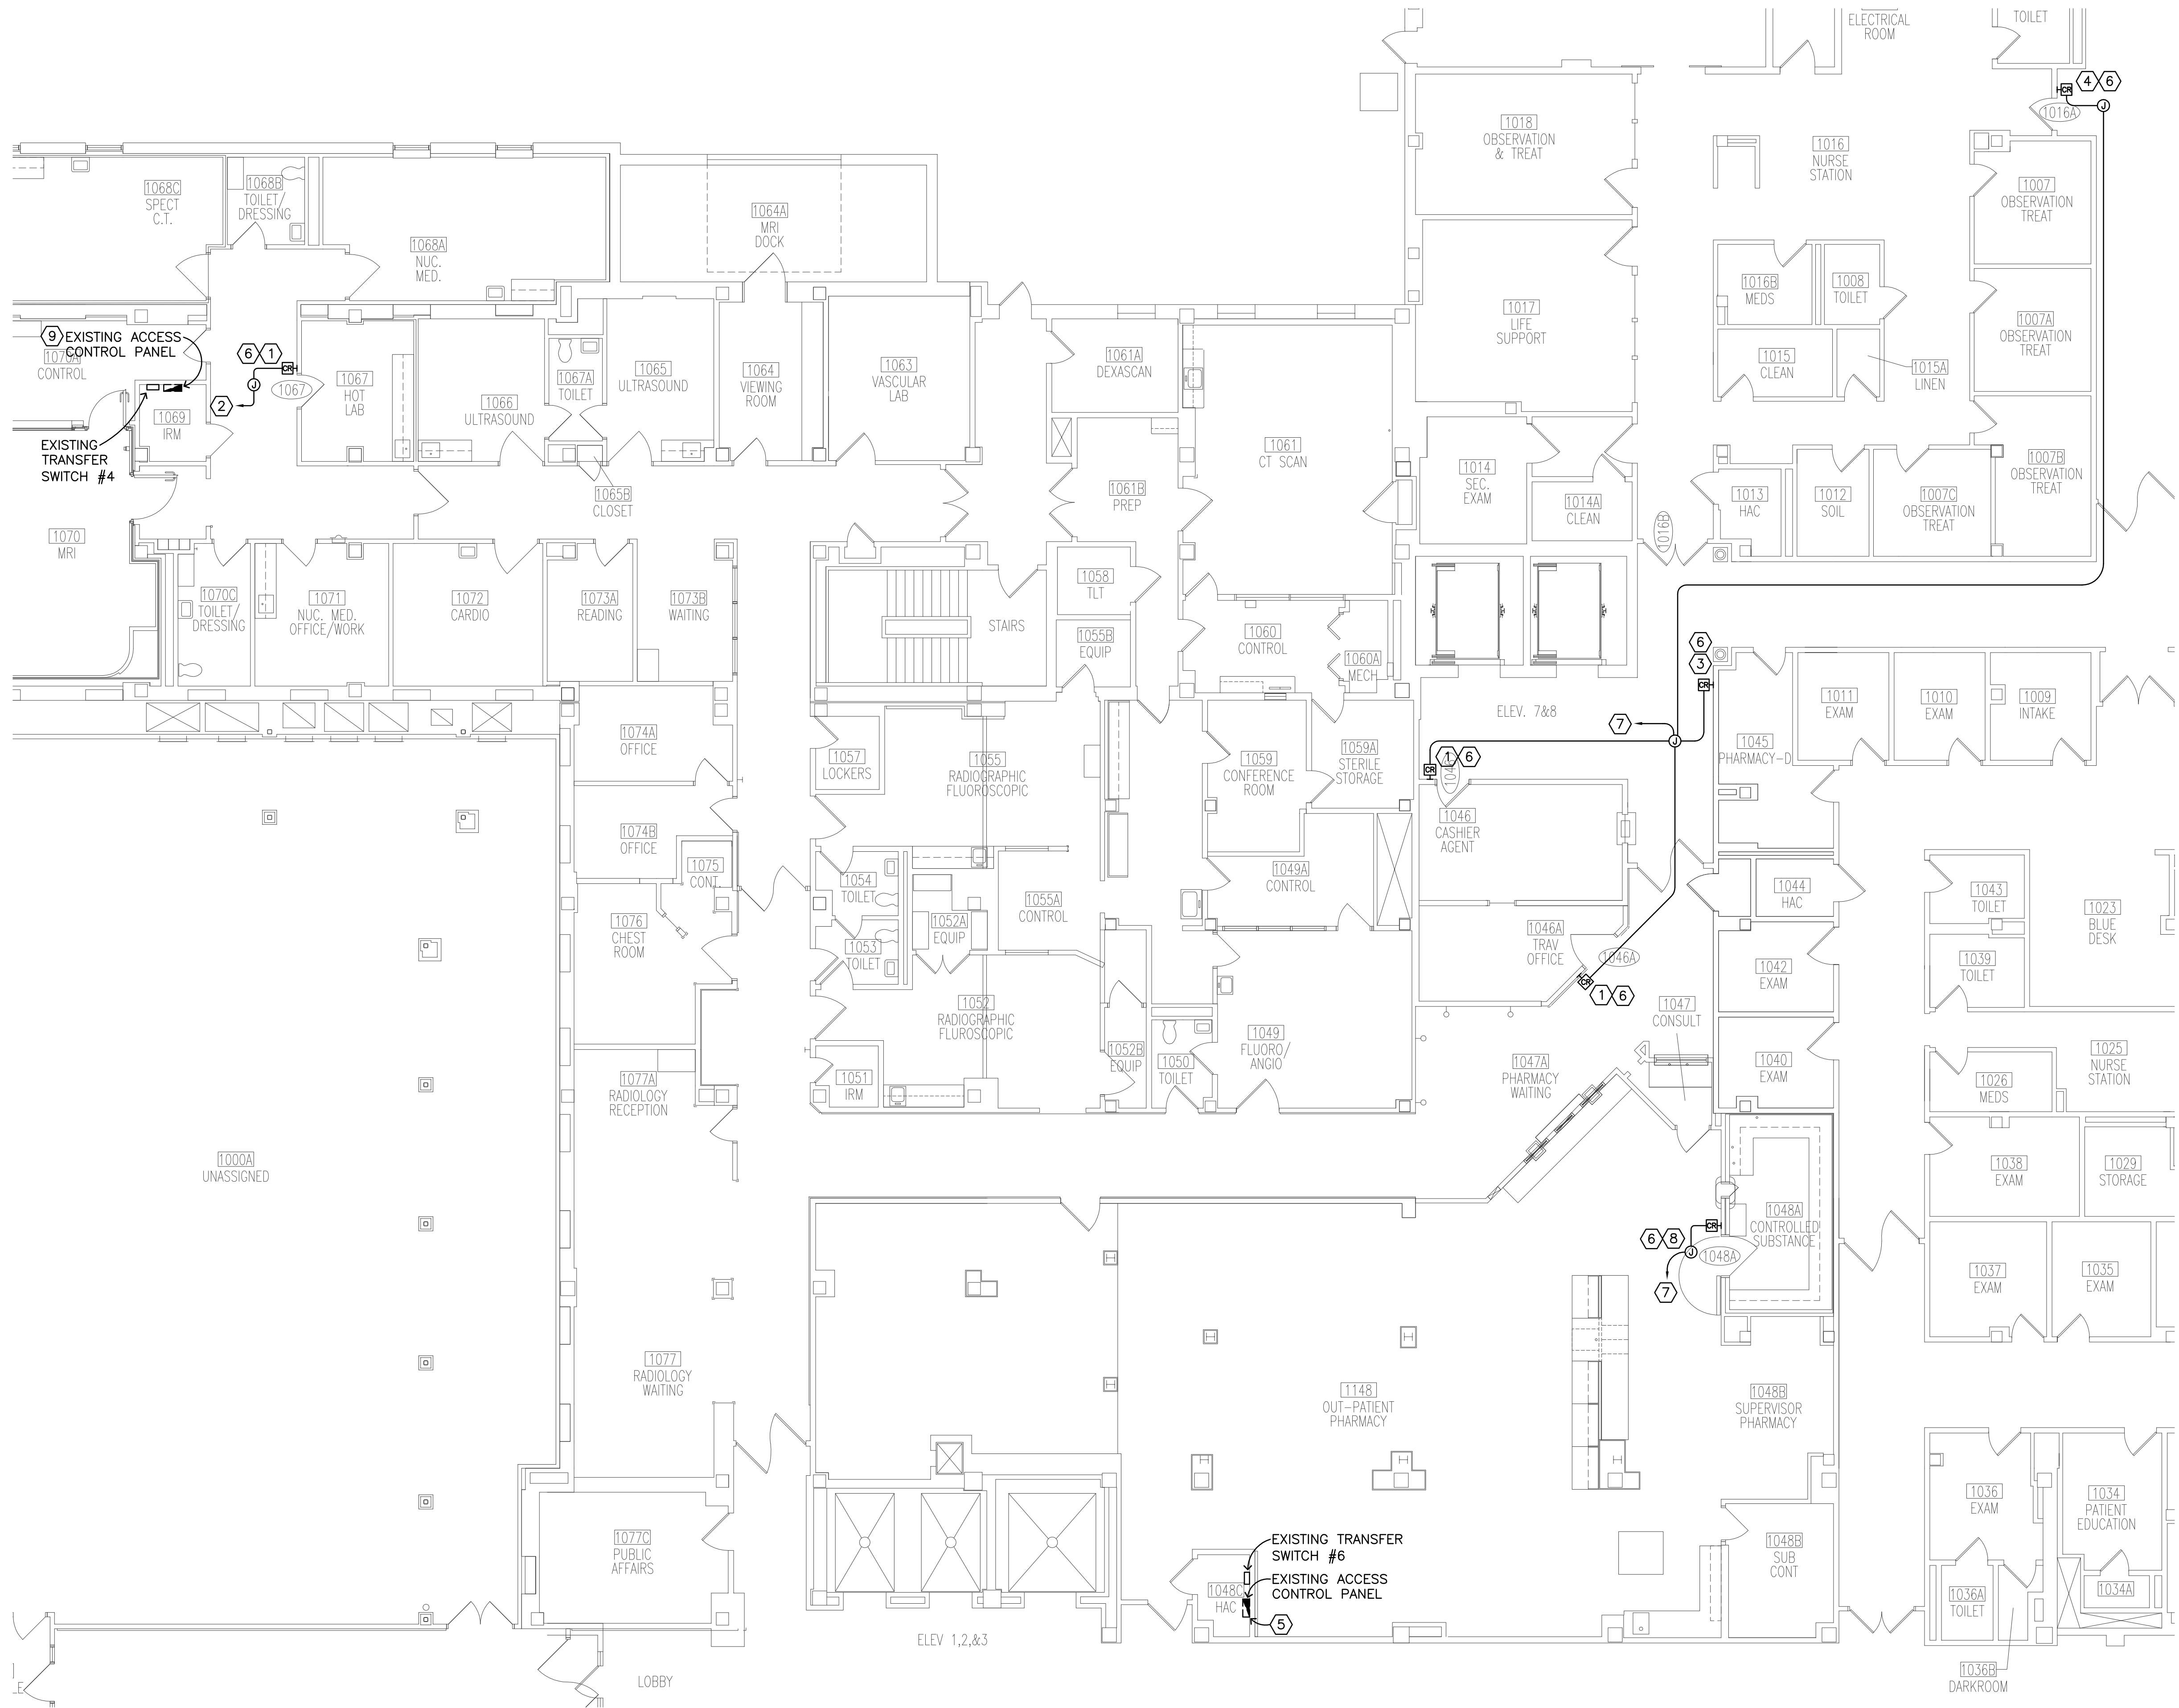 ELECTRICAL
ROOM
TOILET
4
6
CR
J
1016A
1018
OBSERVATION
& TREAT
1016
NURSE
STATION
1007
OBSERVATION
TREAT
1068C
SPECT
C.T.
1068B
TOILET/
DRESSING
1068A
NUC.
MED.
1064A
MRI
DOCK
1016B
MEDS
1008
TOILET
1017
LIFE
SUPPORT
1007A
OBSERVATION
TREAT
1015
CLEAN
1015A
LINEN
9
EXISTING ACCESS
CONTROL PANEL
1070A
CONTROL
6
1
CR
J
2
1067
1067
HOT
LAB
1067A
TOILET
1065
ULTRASOUND
1064
VIEWING
ROOM
1063
VASCULAR
LAB
1061A
DEXASCAN
1069
IRM
1066
ULTRASOUND
EXISTING
TRANSFER
SWITCH #4
1061
CT SCAN
1014
SEC.
EXAM
1014A
CLEAN
1007B
OBSERVATION
TREAT
1065B
CLOSET
1061B
PREP
1013
HAC
1012
SOIL
1007C
OBSERVATION
TREAT
1016B
1070
MRI
1070C
TOILET/
DRESSING
1071
NUC. MED.
OFFICE/WORK
1072
CARDIO
1073A
READING
1073B
WAITING
STAIRS
1058
TLT
1055B
EQUIP
1060
CONTROL
1060A
MECH
6
3
CR
1011
EXAM
1010
EXAM
1009
INTAKE
ELEV. 7&8
7
J
1074A
OFFICE
1057
LOCKERS
1055
RADIOGRAPHIC
FLUOROSCOPIC
1059
CONFERENCE
ROOM
1059A
STERILE
STORAGE
1
6
CR
1045
PHARMACY-D
1046
CASHIER
AGENT
1074B
OFFICE
1075
CONT.
1054
TOILET
1052A
EQUIP
1055A
CONTROL
1049A
CONTROL
1044
HAC
1043
TOILET
1023
BLUE
DESK
1076
CHEST
ROOM
1053
TOILET
1046A
TRAV
OFFICE
1046A
CR
1
6
1042
EXAM
1039
TOILET
1052
RADIOGRAPHIC
FLUROSCOPIC
1047
CONSULT
1049
FLUORO/
ANGIO
1052B
EQUIP
1050
TOILET
1051
IRM
1047A
PHARMACY
WAITING
1040
EXAM
1025
NURSE
STATION
1026
MEDS
1077A
RADIOLOGY
RECEPTION
1000A
UNASSIGNED
1038
EXAM
1029
STORAGE
1048A
CONTROLLED
SUBSTANCE
6
8
CR
J
1048A
7
1037
EXAM
1035
EXAM
1077
RADIOLOGY
WAITING
1148
OUT-PATIENT
PHARMACY
1048B
SUPERVISOR
PHARMACY
1036
EXAM
1034
PATIENT
EDUCATION
1077C
PUBLIC
AFFAIRS
EXISTING TRANSFER
SWITCH #6
EXISTING ACCESS
CONTROL PANEL
1048C
HAC
5
1048B
SUB
CONT
1036A
TOILET
1034A
ELEV 1,2,&3
LOBBY
1036B
DARKROOM